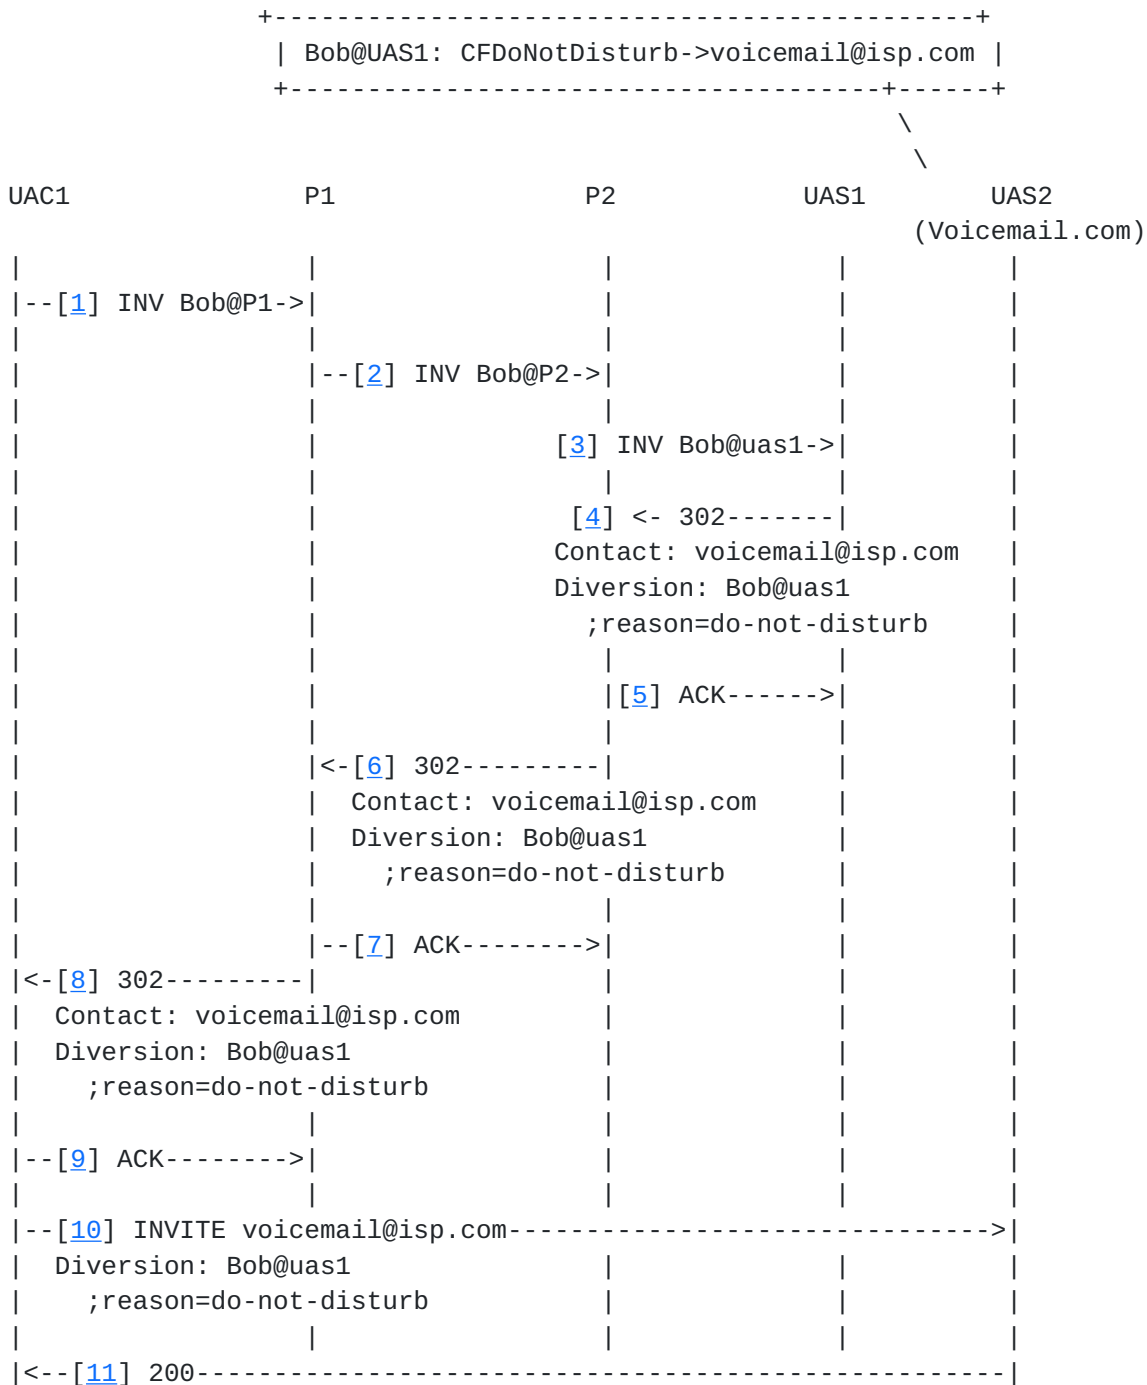 +---------------------------------------------+
| Bob@UAS1: CFDoNotDisturb->voicemail@isp.com |
+--------------------------------------+------+
\
\
UAC1 P1 P2 UAS1 UAS2
(Voicemail.com)
| | | | |
|--[1] INV Bob@P1->| | | |
| | | | |
| |--[2] INV Bob@P2->| | |
| | | | |
| | [3] INV Bob@uas1->| |
| | | | |
| | [4] <- 302-------| |
| | Contact: voicemail@isp.com |
| | Diversion: Bob@uas1 |
| | ;reason=do-not-disturb |
| | | | |
| | |[5] ACK------>| |
| | | | |
| |<-[6] 302---------| | |
| | Contact: voicemail@isp.com | |
| | Diversion: Bob@uas1 | |
| | ;reason=do-not-disturb | |
| | | | |
| |--[7] ACK-------->| | |
|<-[8] 302---------| | | |
| Contact: voicemail@isp.com | | |
| Diversion: Bob@uas1 | | |
| ;reason=do-not-disturb | | |
| | | | |
|--[9] ACK-------->| | | |
| | | | |
|--[10] INVITE voicemail@isp.com------------------------------->|
| Diversion: Bob@uas1 | | |
| ;reason=do-not-disturb | | |
| | | | |
|<--[11] 200----------------------------------------------------|